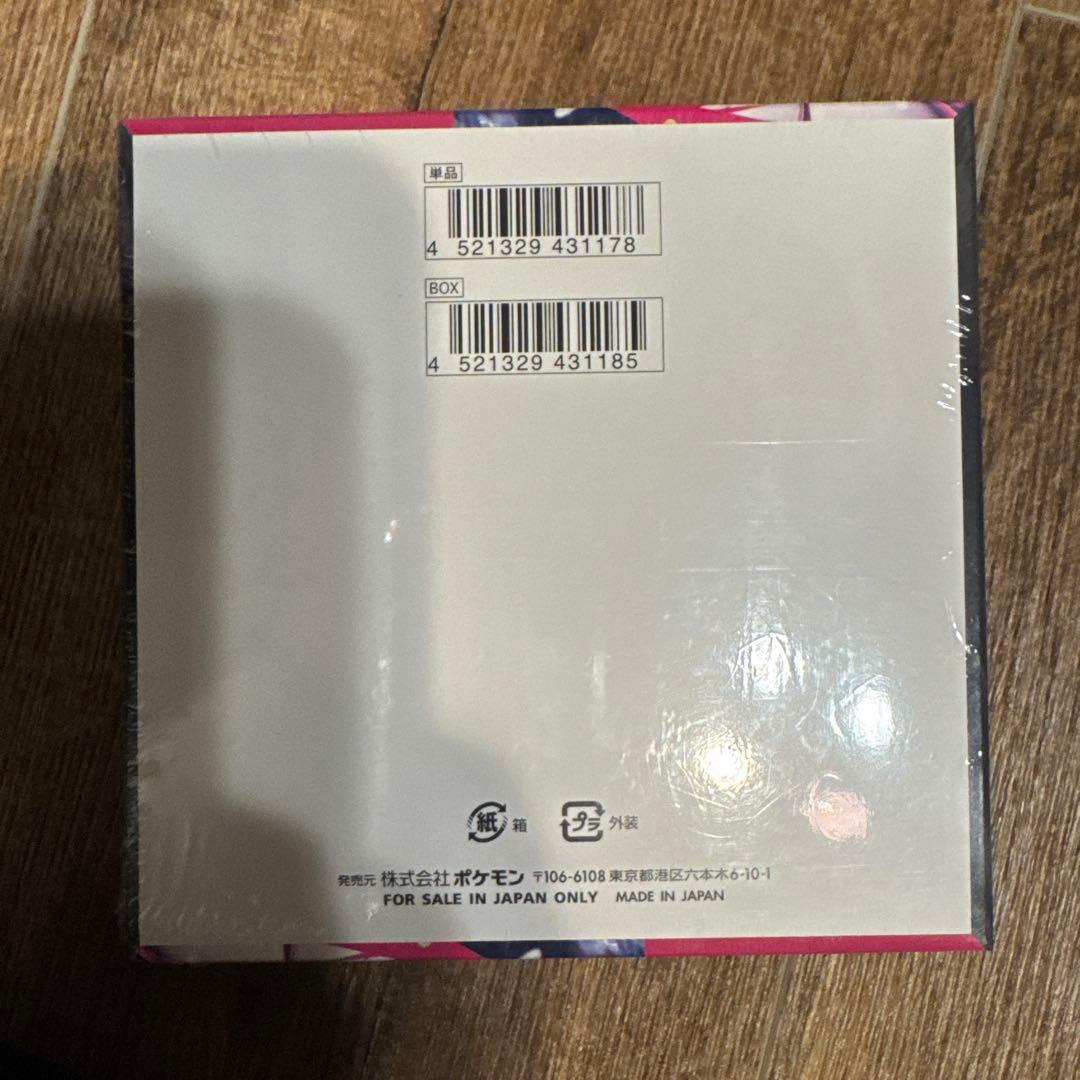 単品
4 521329 431178
BOX
4 521329 431185
紙 箱 プラ 外装
発売元 株式会社 ポケモン 〒106-6108 東京都港区六本木6-10-1
FOR SALE IN JAPAN ONLY MADE IN JAPAN